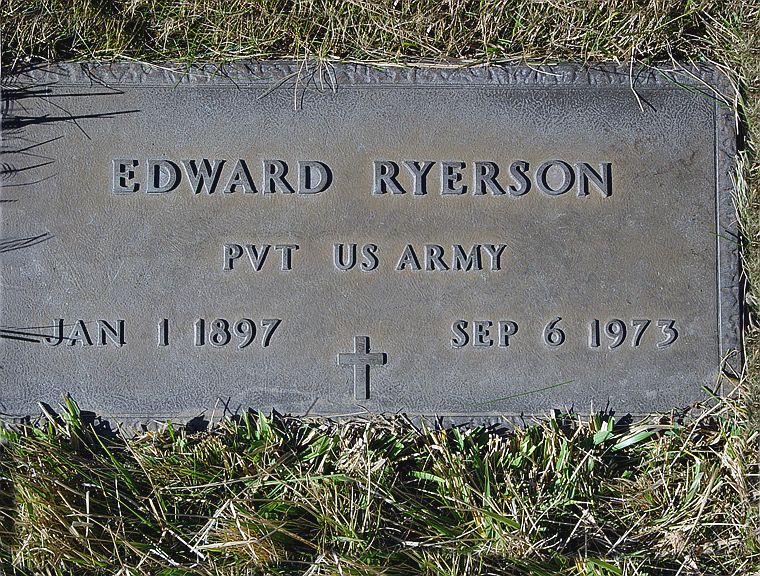 EDWARD RYERSON
PVT US ARMY
JAN 1 1897 SEP 6 1973